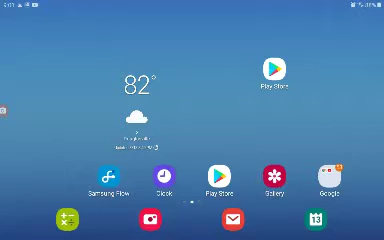 82°
Play Store
Samsung Flow
Clock
Play Store
Gallery
Google
13